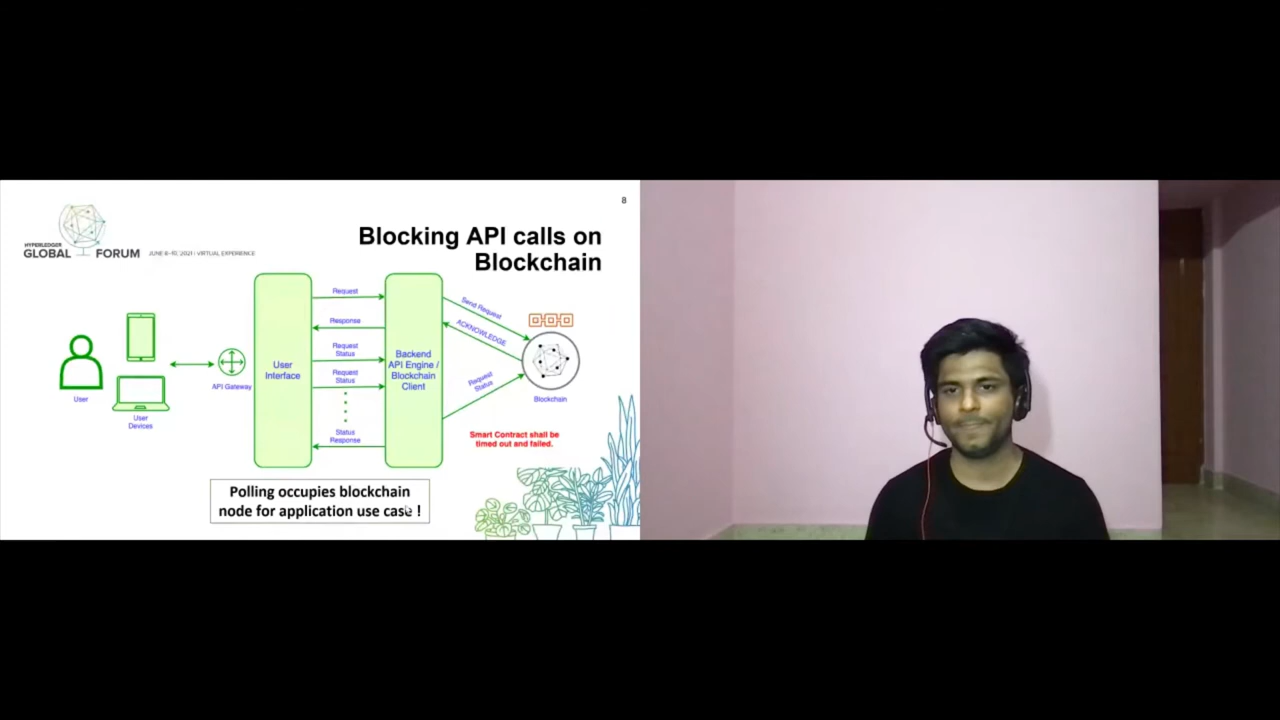 8
HYPERLEDGER
GLOBAL FORUM
JUNE 8-10, 2021 | VIRTUAL EXPERIENCE
Blocking API calls on
Blockchain
Request
Response
Request
Status
Request
Status
Status
Response
Send Request
ACKNOWLEDGE
Request
Status
User
User
Devices
API Gateway
User
Interface
Backend
API Engine /
Blockchain
Client
Blockchain
Smart Contract shall be
timed out and failed.
Polling occupies blockchain
node for application use case !